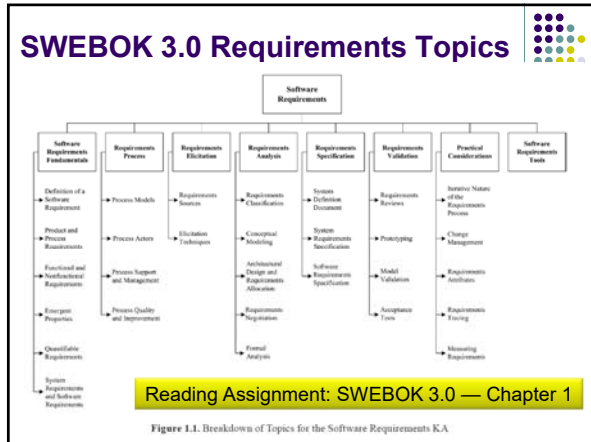 SWEBOK 3.0 Requirements Topics
Software
Requirements
Software
Requirements
Fundamentals
Requirements
Process
Requirements
Elicitation
Requirements
Analysis
Requirements
Specification
Requirements
Validation
Practical
Considerations
Software
Requirements
Tools
Definition of a
Software
Requirement
Product and
Process
Requirements
Functional and
Nonfunctional
Requirements
Emergent
Properties
Quantifiable
Requirements
System
Requirements
and Software
Requirements
Process Models
Process Actors
Process Support
and Management
Process Quality
and Improvement
Requirements
Sources
Elicitation
Techniques
Requirements
Classification
Conceptual
Modeling
Architectural
Design and
Requirements
Allocation
Requirements
Negotiation
Formal
Analysis
System
Definition
Document
System
Requirements
Specification
Software
Requirements
Specification
Requirements
Reviews
Prototyping
Model
Validation
Acceptance
Tests
Iterative Nature
of the
Requirements
Process
Change
Management
Requirements
Attributes
Requirements
Tracing
Measuring
Requirements
Reading Assignment: SWEBOK 3.0 — Chapter 1
Figure 1.1. Breakdown of Topics for the Software Requirements KA